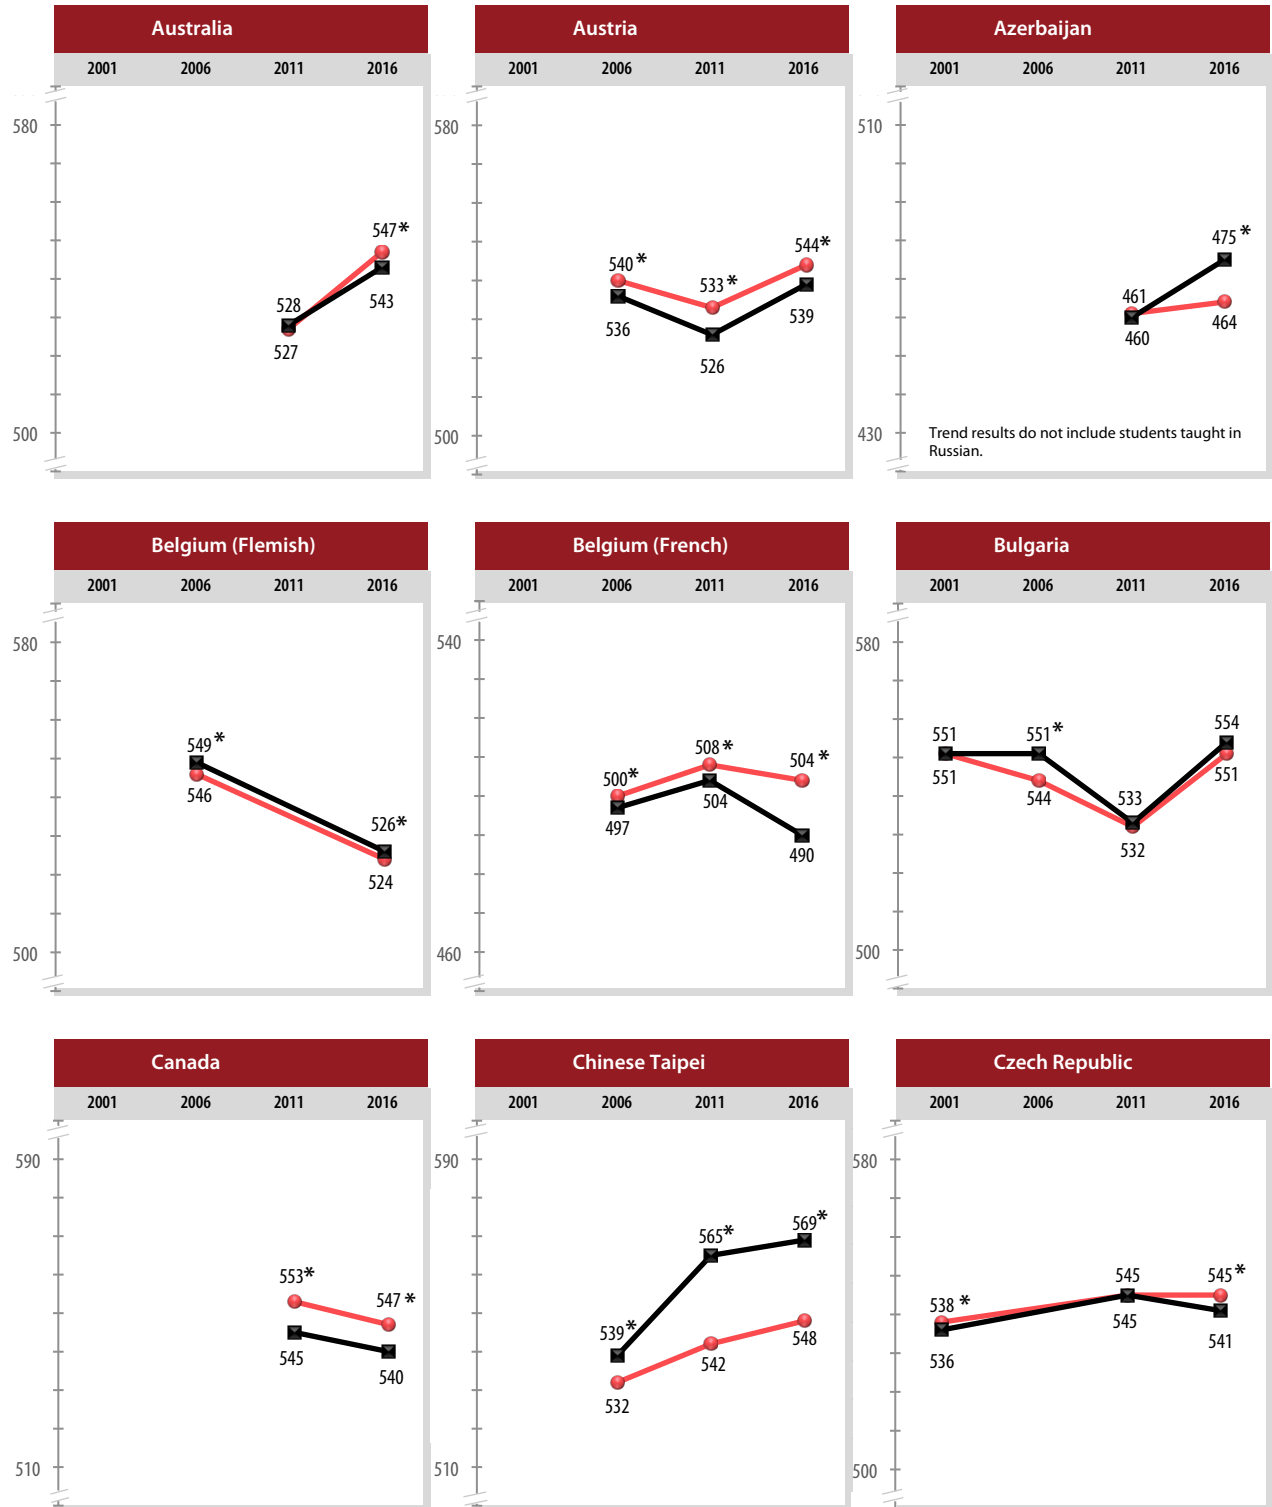 Australia
2001 2006 2011 2016
580
547*
528
543
527
500
Austria
2001 2006 2011 2016
580
540* 533* 544*
536 526 539
500
Azerbaijan
2001 2006 2011 2016
510
475*
461
460
464
430
Trend results do not include students taught in
Russian.
Belgium (Flemish)
2001 2006 2011 2016
580
549*
546
526*
524
500
Belgium (French)
2001 2006 2011 2016
540
500* 508* 504*
497 504 490
460
Bulgaria
2001 2006 2011 2016
580
551 551* 533 554
551 544 532 551
500
Canada
2001 2006 2011 2016
590
553* 547*
545 540
510
Chinese Taipei
2001 2006 2011 2016
590
539* 565* 569*
532 542 548
510
Czech Republic
2001 2006 2011 2016
580
538* 545 545*
536 545 541
500